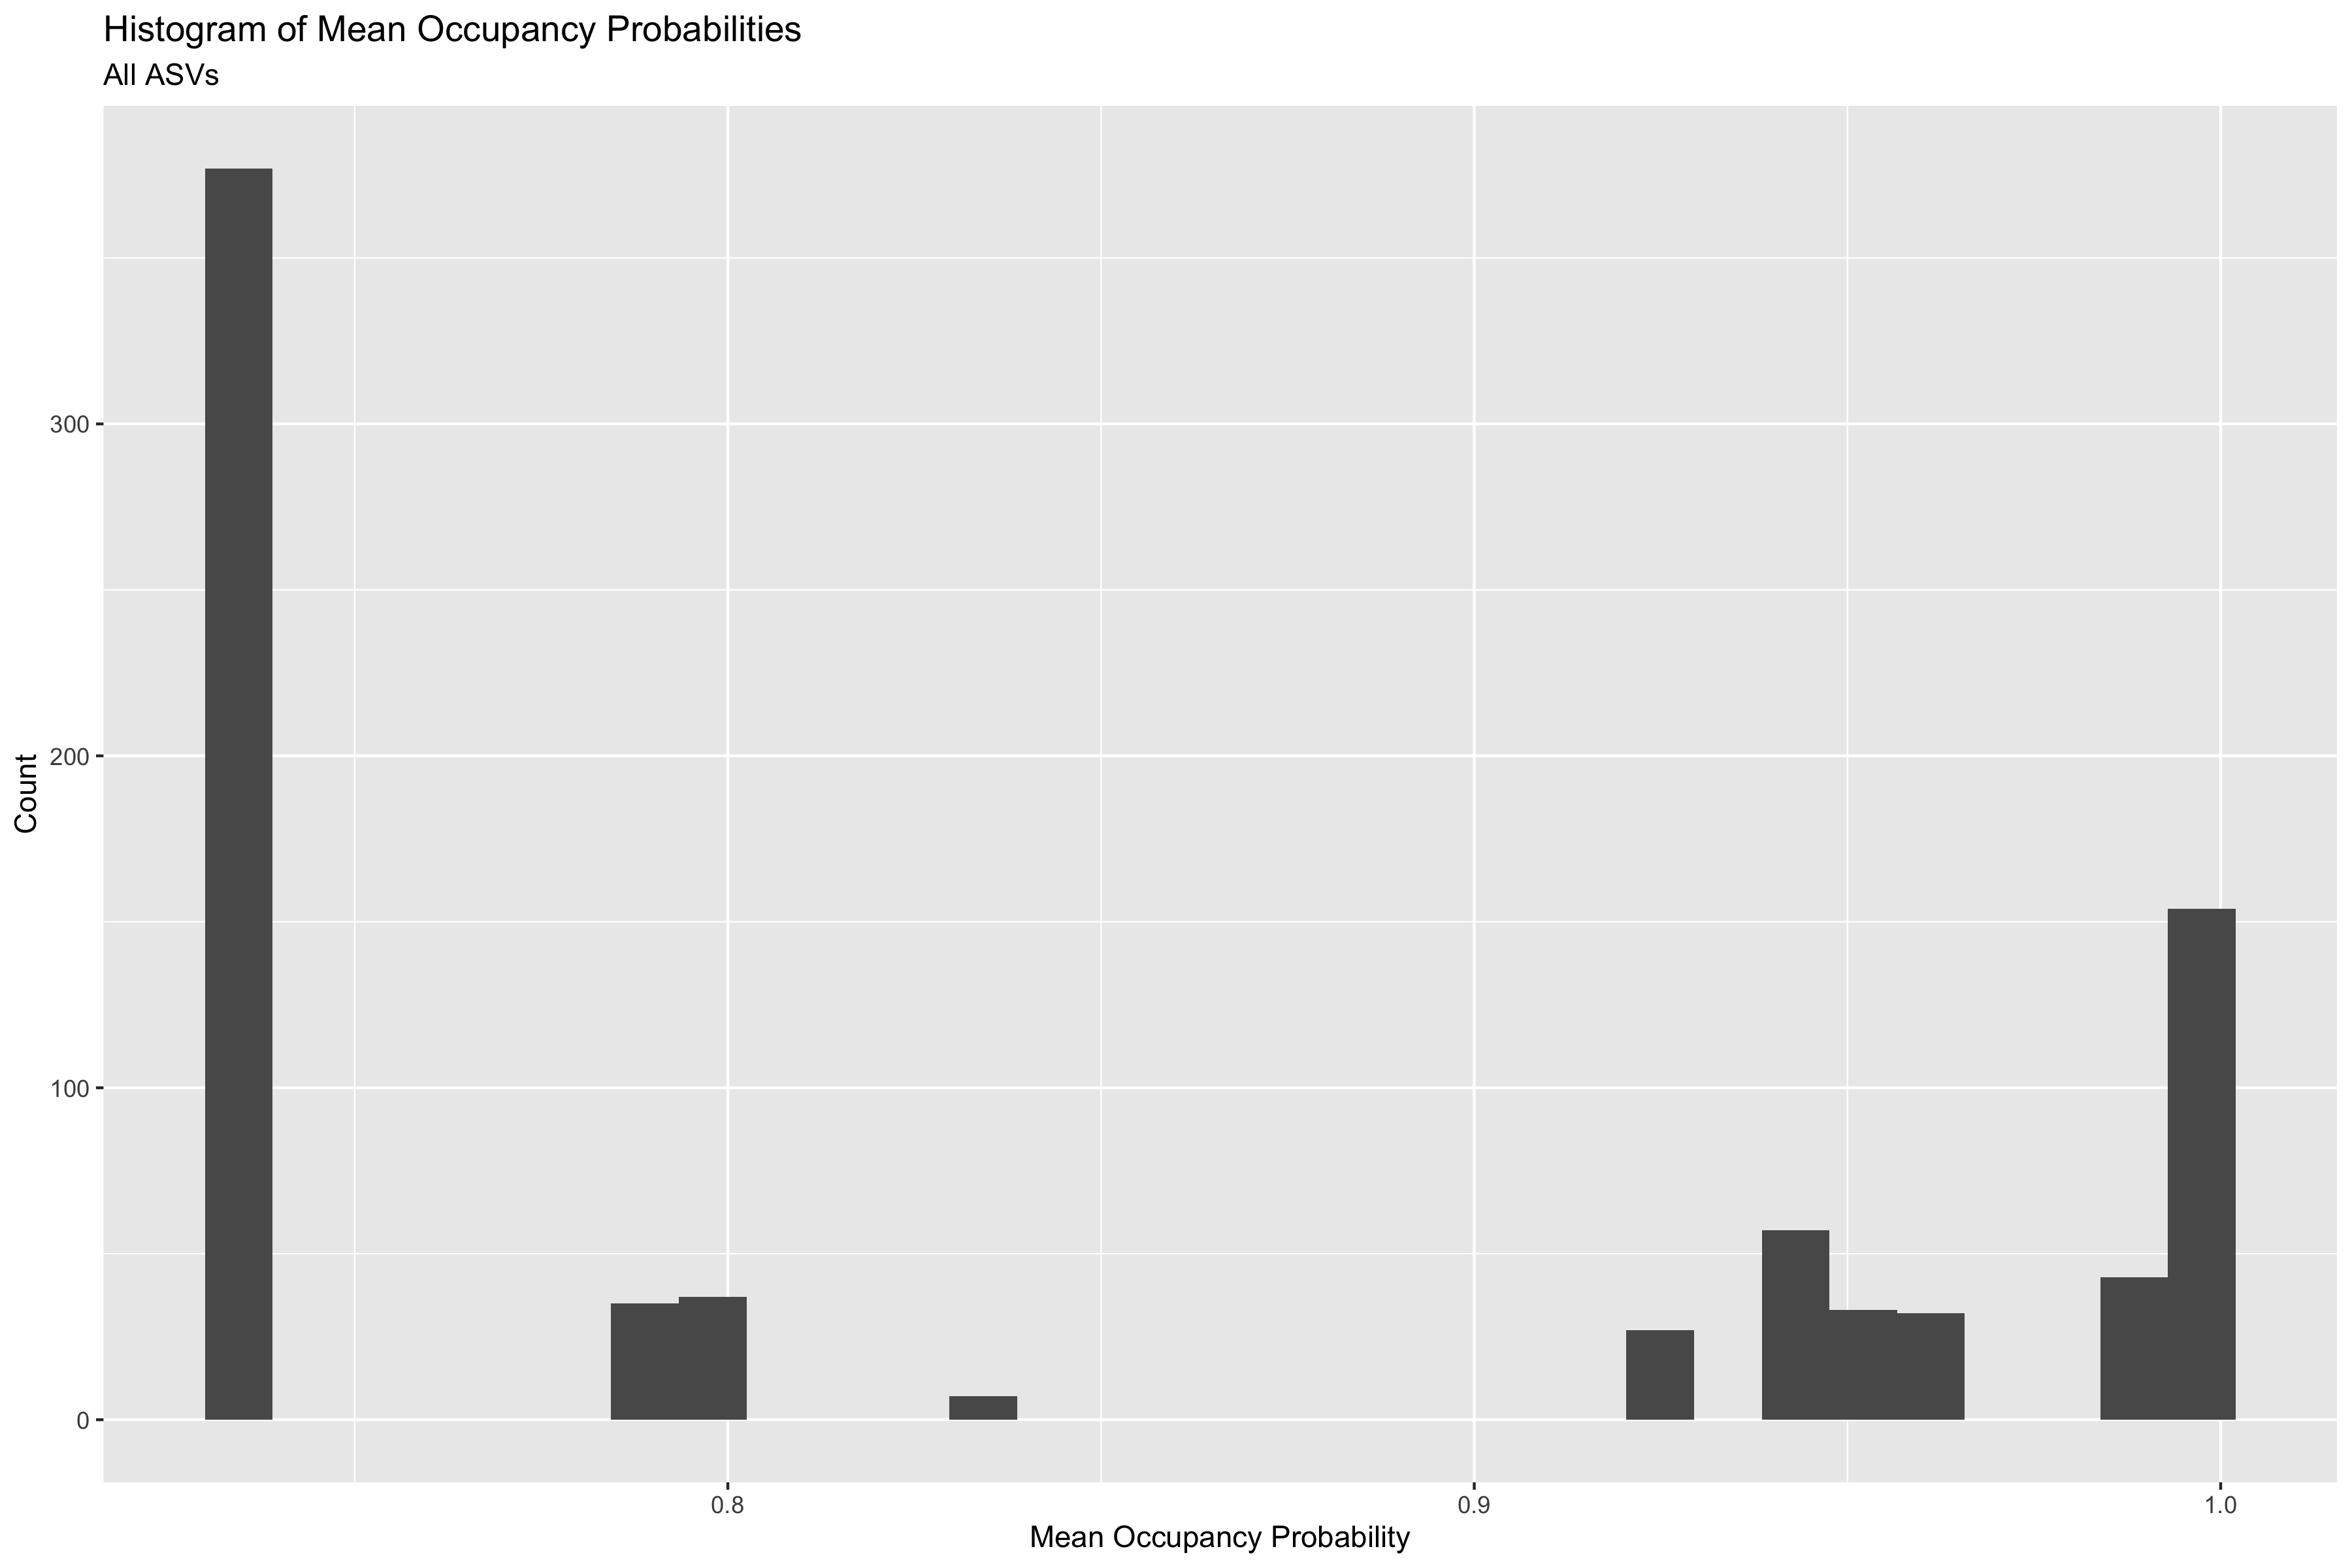 Histogram of Mean Occupancy Probabilities
All ASVs
Count
300
200
100
0
0.8
0.9
1.0
Mean Occupancy Probability